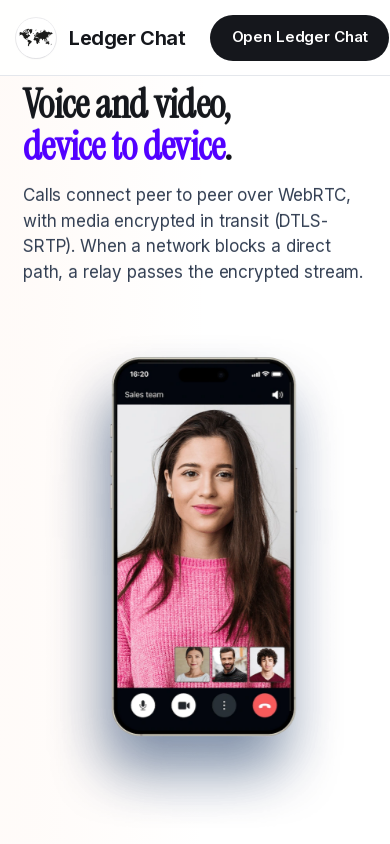 Ledger Chat
Open Ledger Chat
Voice and video,
device to device.
Calls connect peer to peer over WebRTC,
with media encrypted in transit (DTLS-
SRTP). When a network blocks a direct
path, a relay passes the encrypted stream.
16:20
Sales team